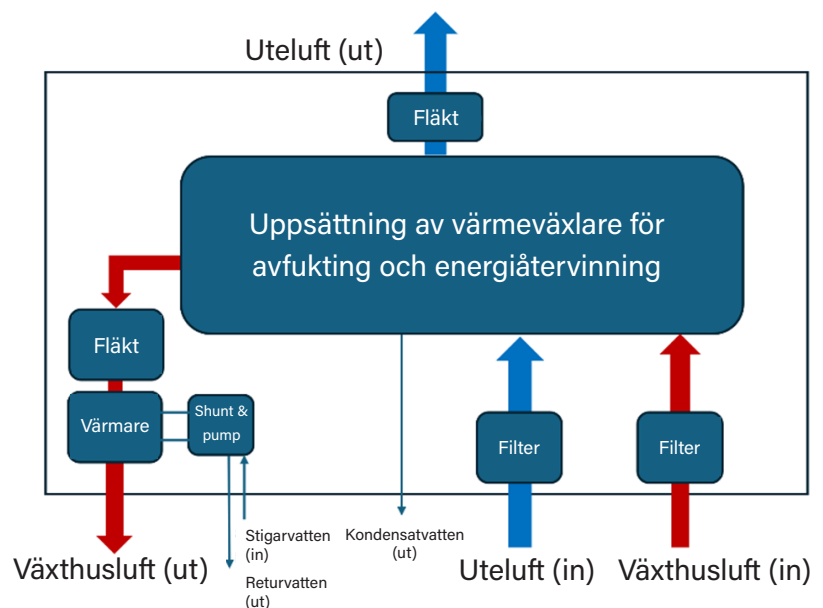 Uteluft (ut)
Fläkt
Uppsättning av värmeväxlare för
avfukting och energiåtervinning
Fläkt
Värmare
Shunt &
pump
Filter
Filter
Stigarvatten
(in)
Returvatten
(ut)
Kondensatvatten
(ut)
Växthusluft (ut)
Uteluft (in)
Växthusluft (in)